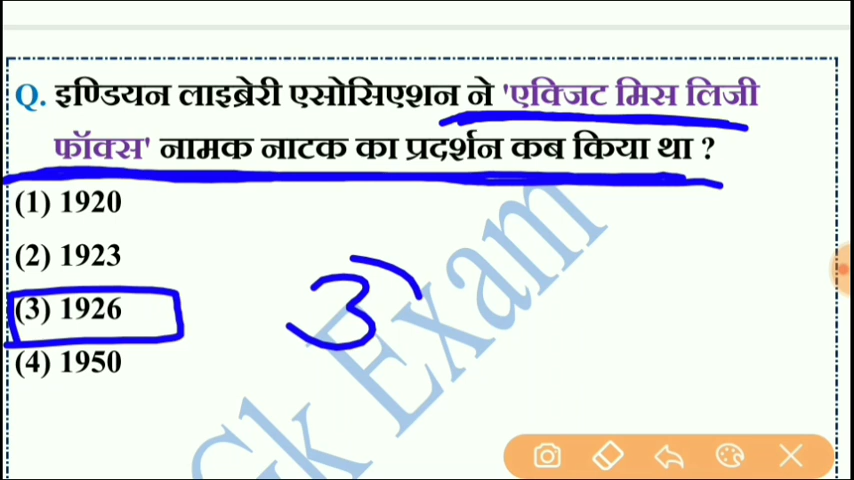 Q. इण्डियन लाइब्रेरी एसोसिएशन ने 'एक्जिट मिस लिजी
फॉक्स' नामक नाटक का प्रदर्शन कब किया था ?
(1) 1920
(2) 1923
(3) 1926
(4) 1950
3)
Gk Exam